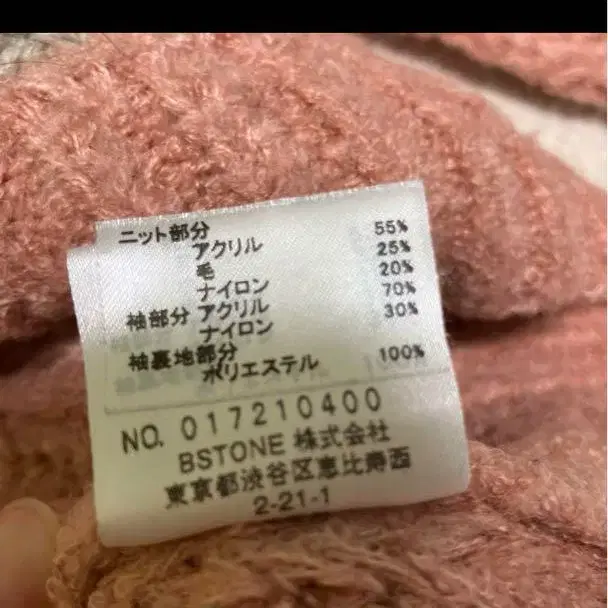 ニット部分
アクリル 55%
毛 25%
ナイロン 20%
袖部分 アクリル 70%
ナイロン 30%
袖裏地部分
ポリエステル 100%
NO. 017210400
BSTONE 株式会社
東京都渋谷区恵比寿西
2-21-1